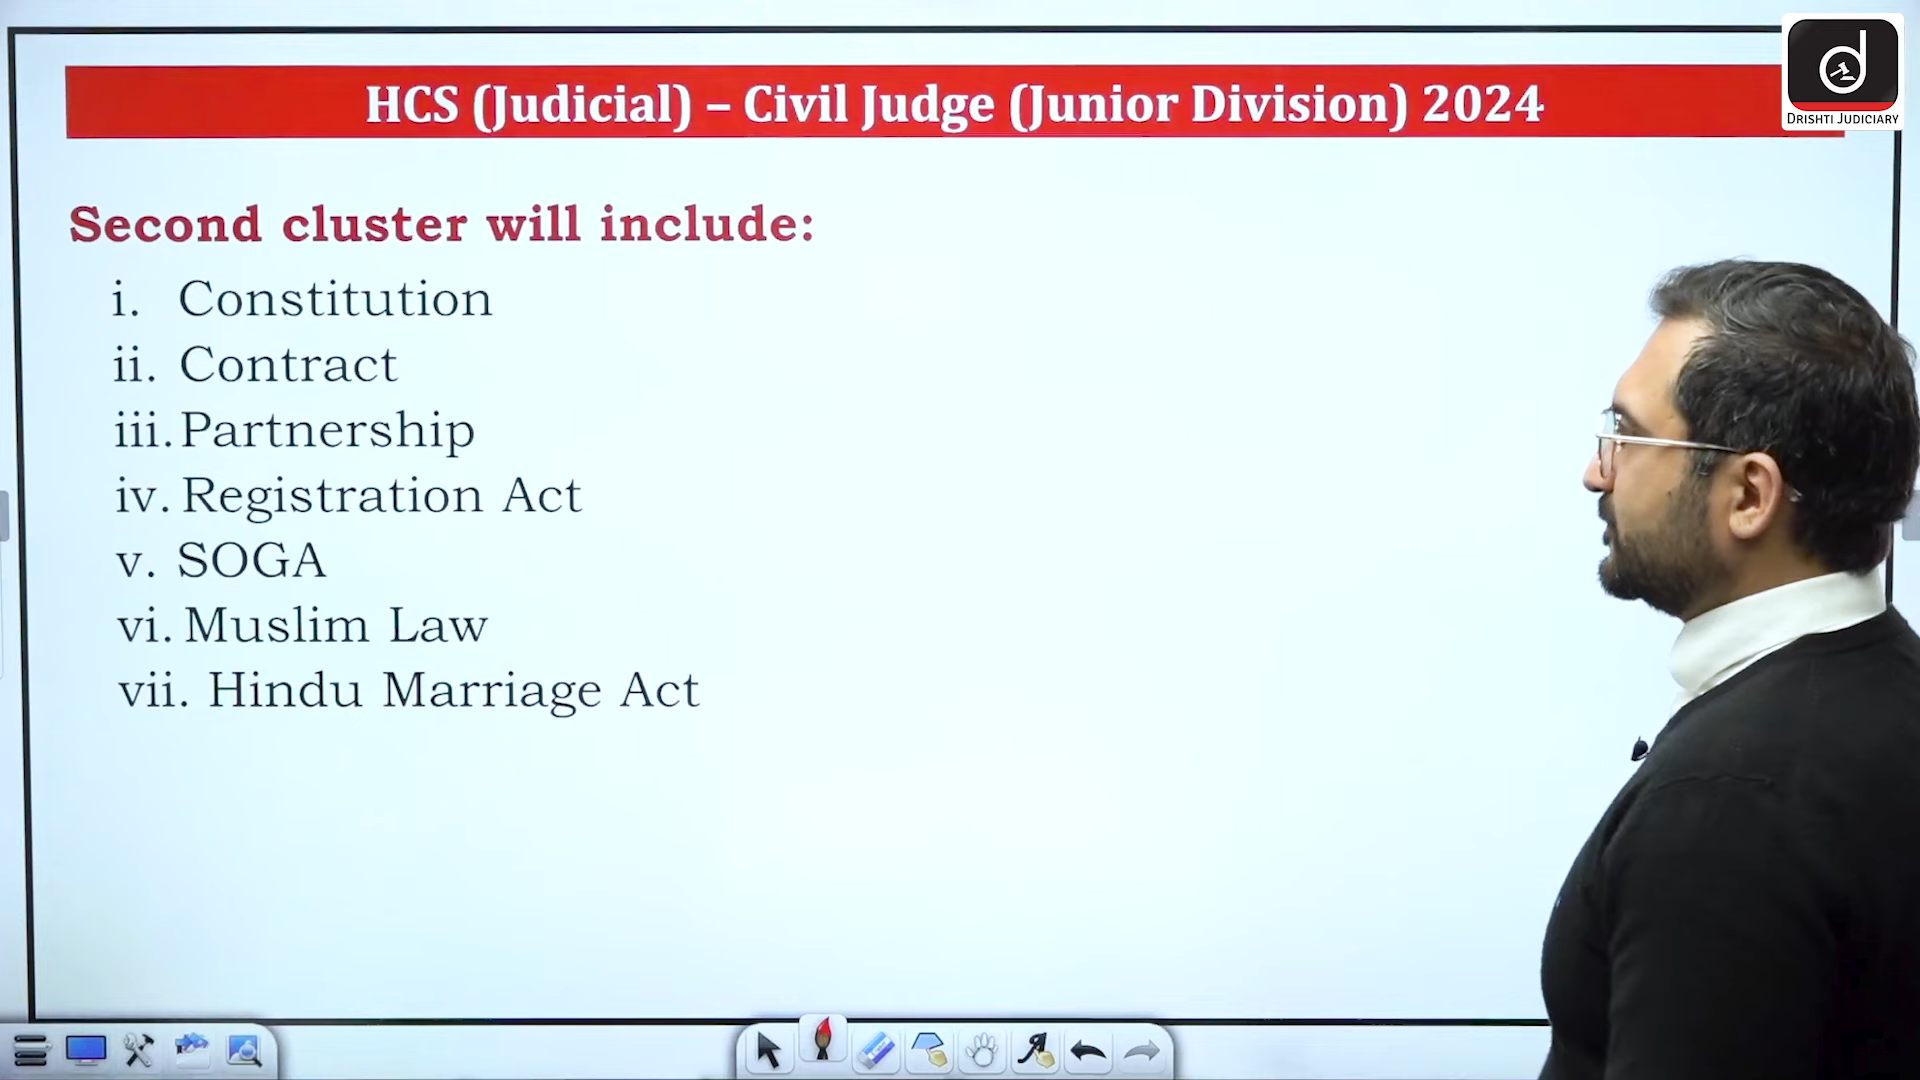 HCS (Judicial) – Civil Judge (Junior Division) 2024
DRISHTI JUDICIARY
Second cluster will include:
i. Constitution
ii. Contract
iii. Partnership
iv. Registration Act
v. SOGA
vi. Muslim Law
vii. Hindu Marriage Act